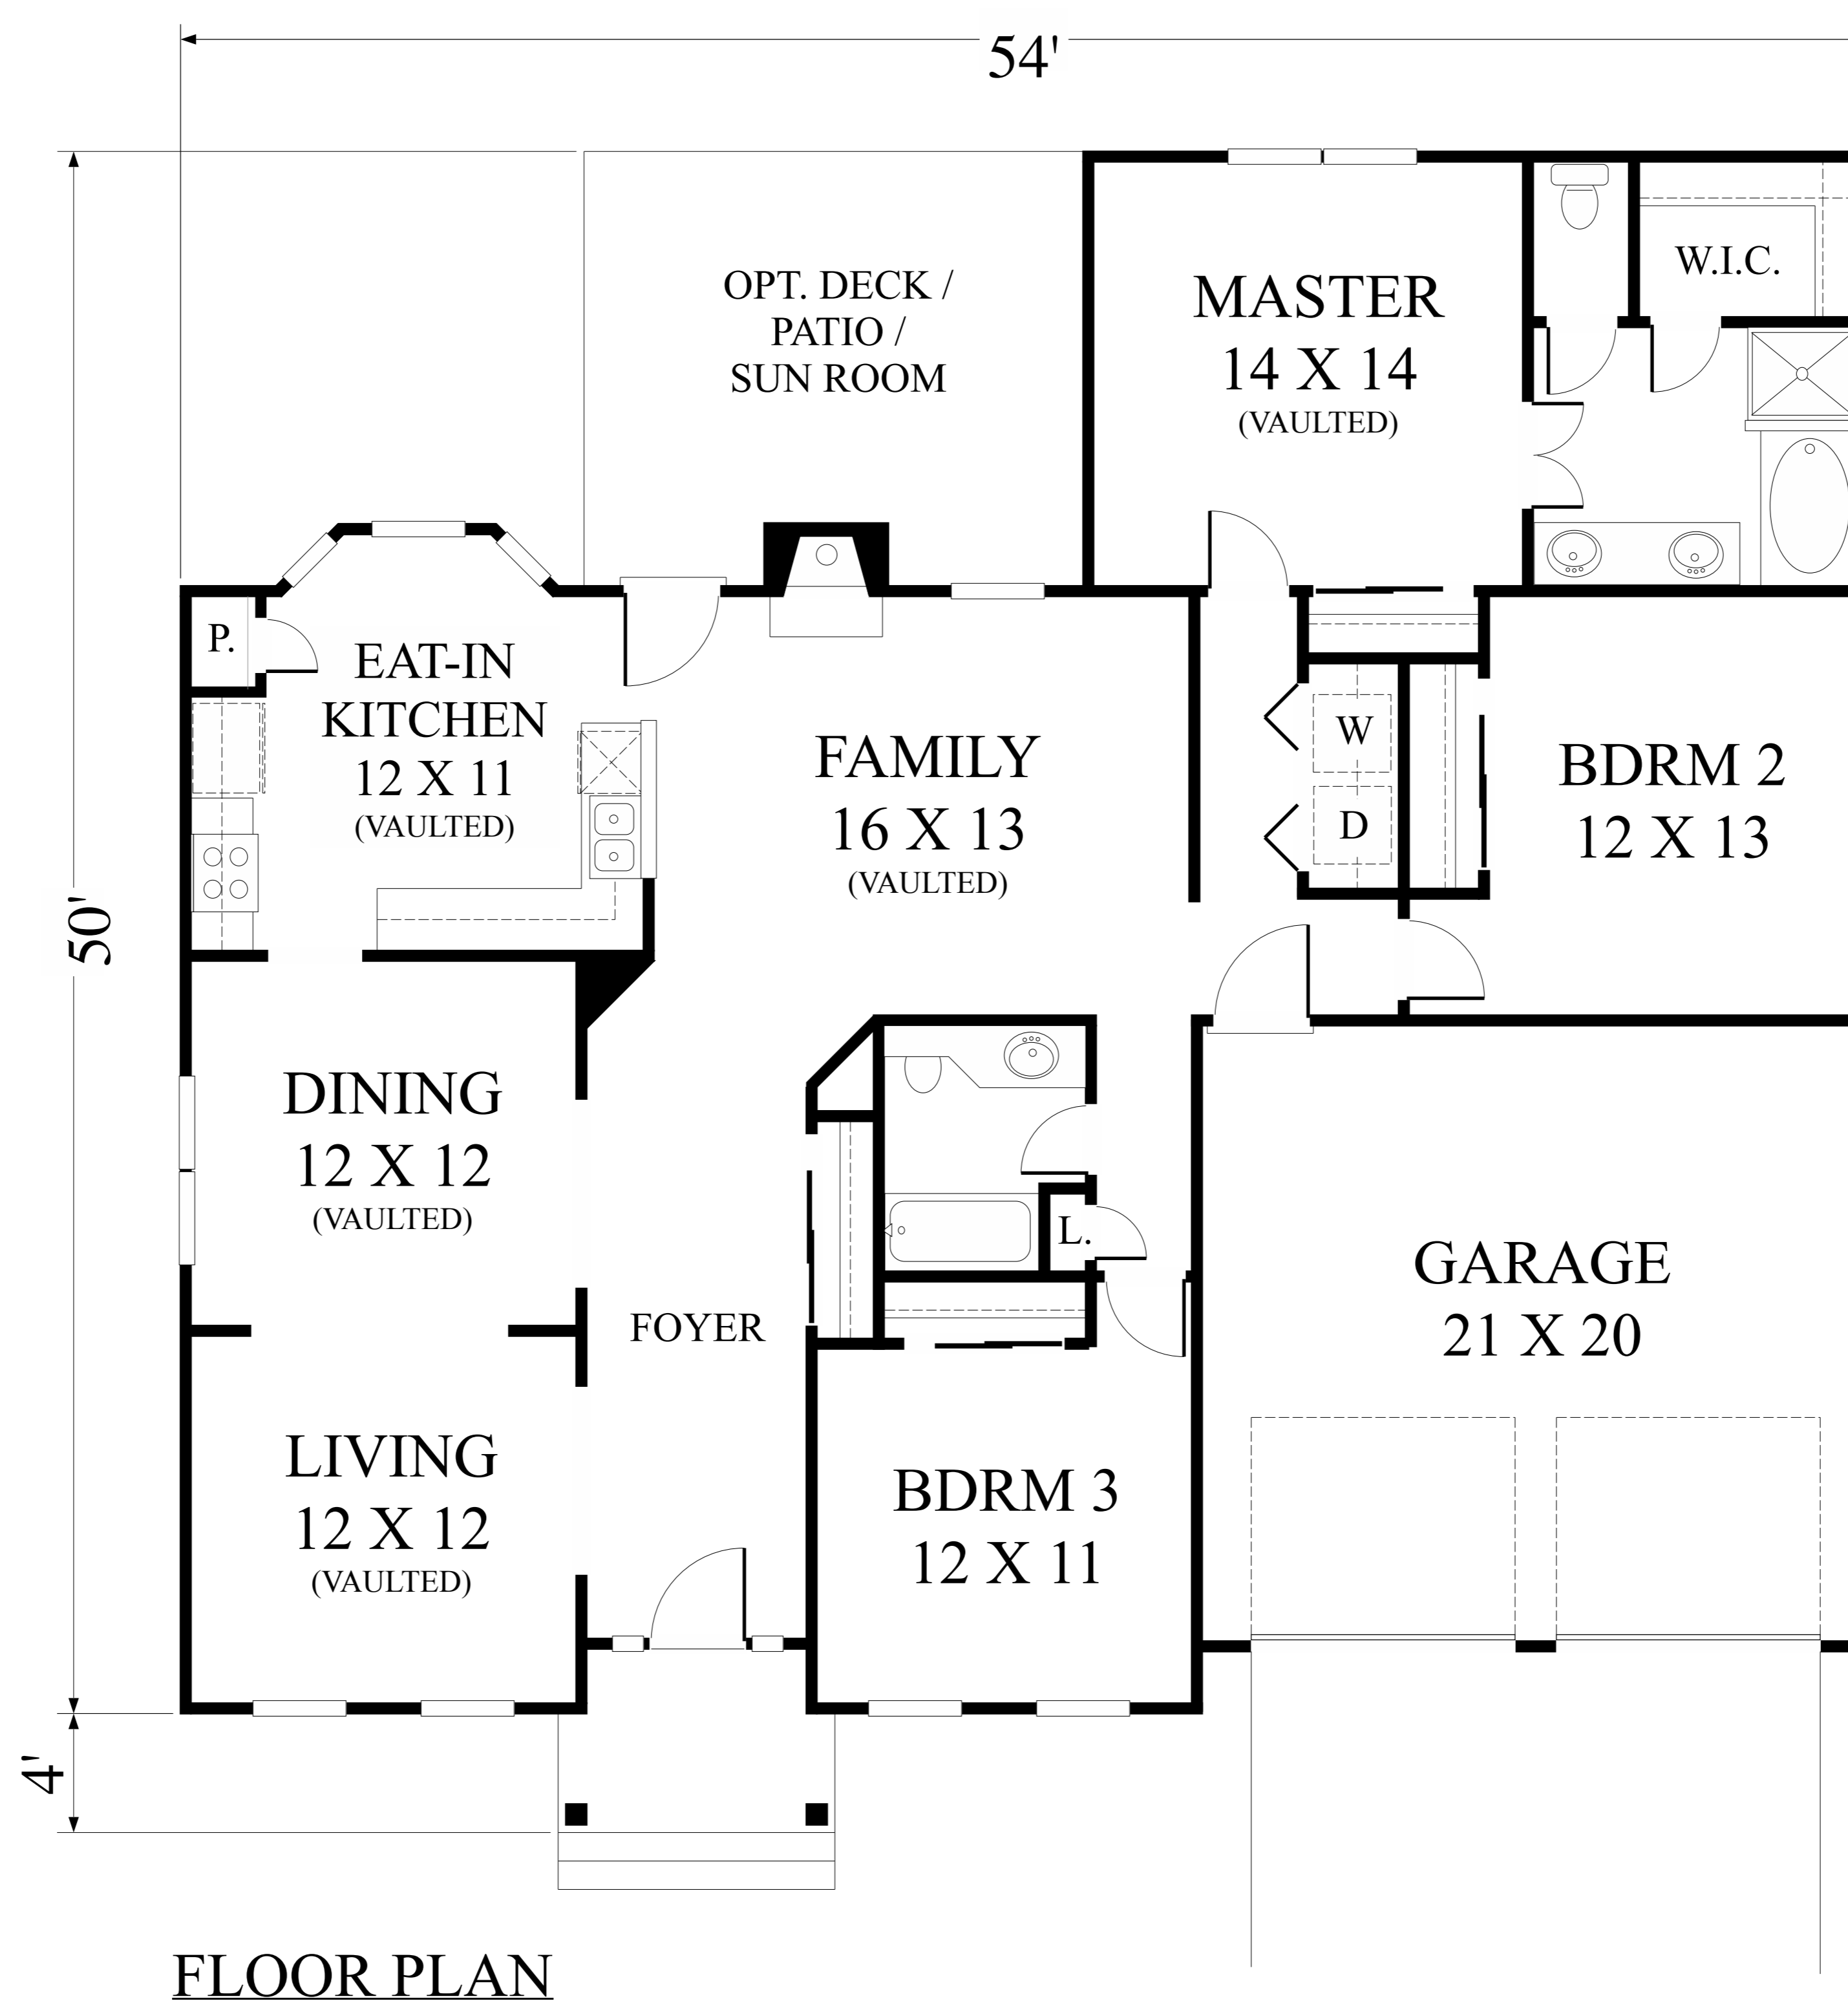 54'
OPT. DECK /
PATIO /
SUN ROOM
MASTER
14 X 14
(VAULTED)
W.I.C.
P.
EAT-IN
KITCHEN
12 X 11
(VAULTED)
FAMILY
16 X 13
(VAULTED)
W
D
BDRM 2
12 X 13
50'
DINING
12 X 12
(VAULTED)
L.
FOYER
GARAGE
21 X 20
LIVING
12 X 12
(VAULTED)
BDRM 3
12 X 11
4'
FLOOR PLAN